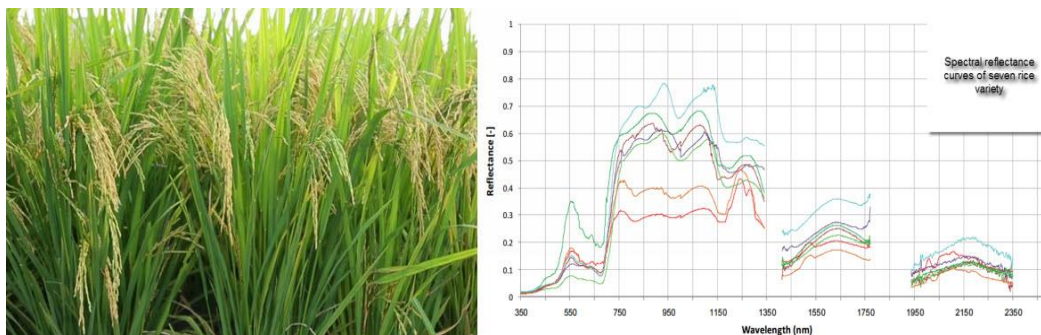 1
0.9
0.8
0.7
0.6
0.5
0.4
0.3
0.2
0.1
0
Reflectance [-]
350 550 750 950 1150 1350 1550 1750 1950 2150 2350
Wavelength (nm)
Spectral reflectance
curves of seven rice
variety